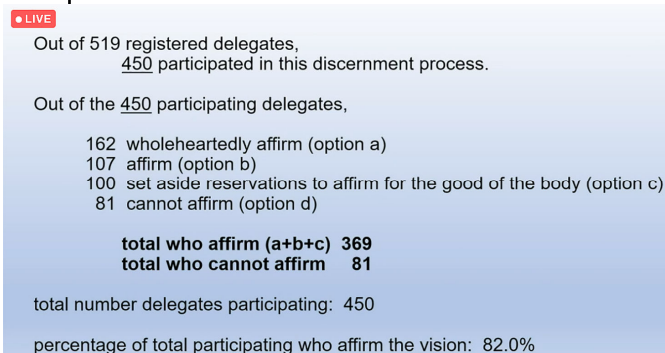 LIVE
Out of 519 registered delegates,
450 participated in this discernment process.
Out of the 450 participating delegates,
162 wholeheartedly affirm (option a)
107 affirm (option b)
100 set aside reservations to affirm for the good of the body (option c)
81 cannot affirm (option d)
total who affirm (a+b+c) 369
total who cannot affirm 81
total number delegates participating: 450
percentage of total participating who affirm the vision: 82.0%